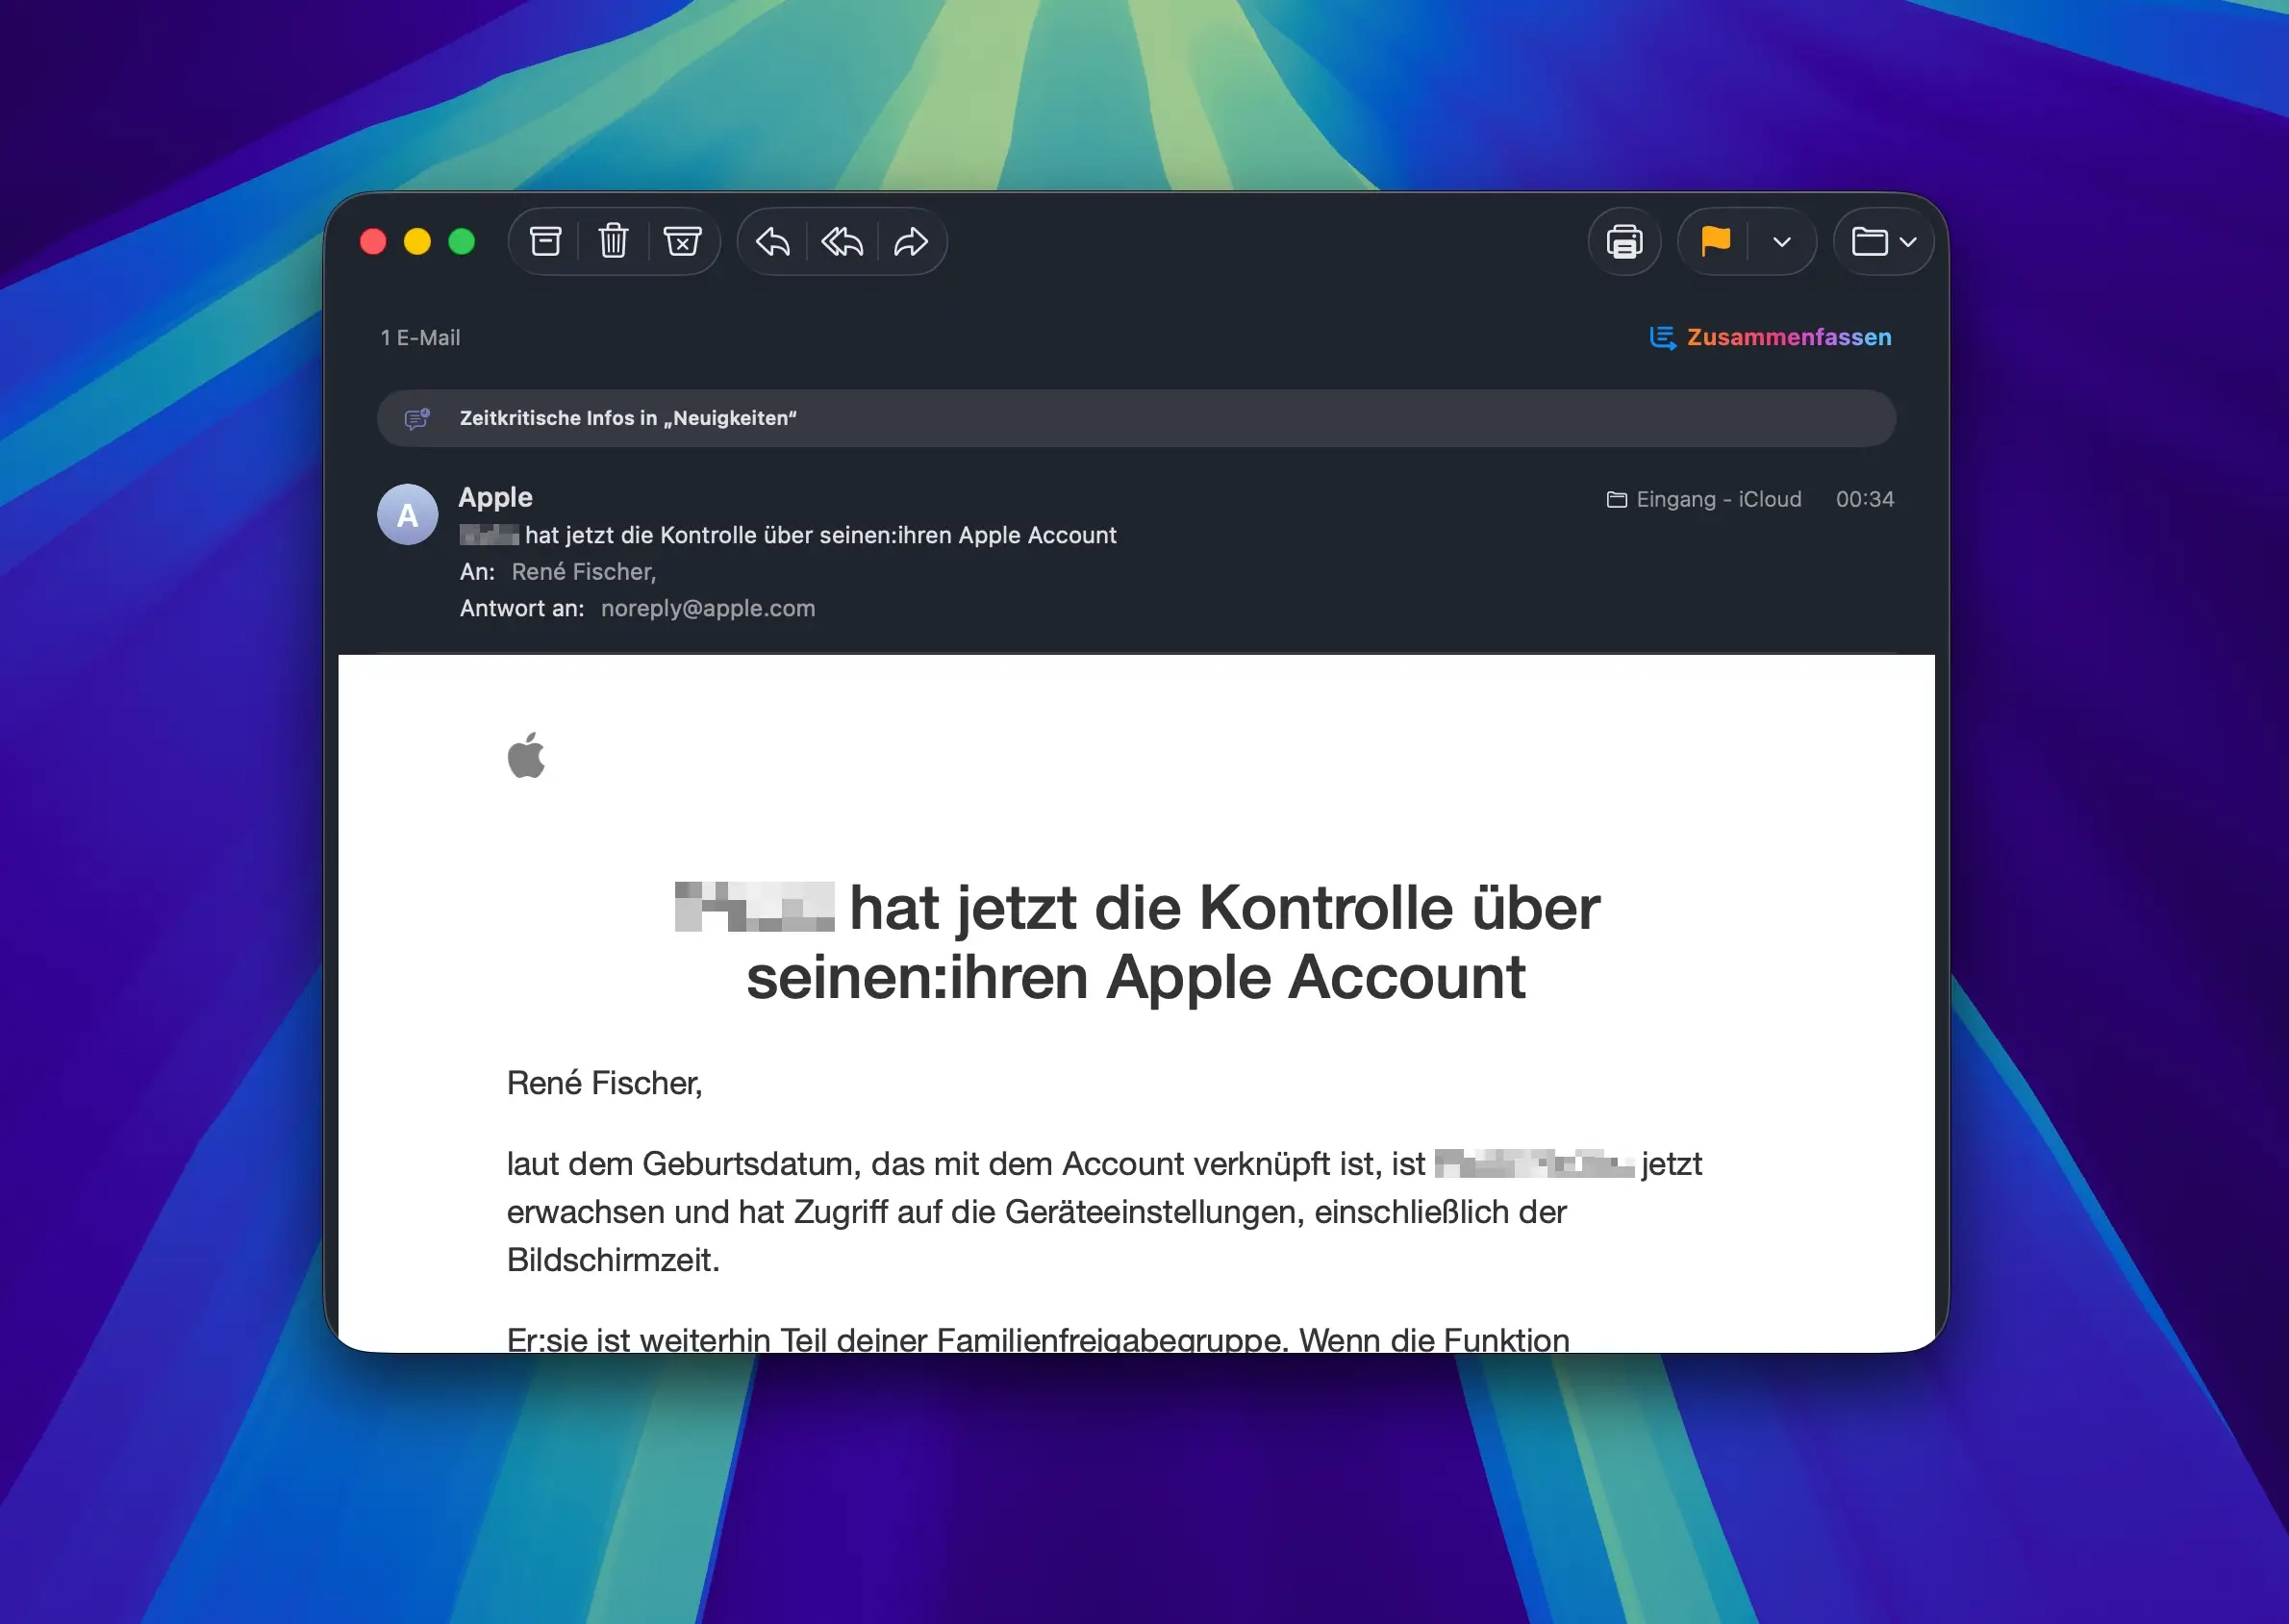 1 E-Mail
Zusammenfassen
Zeitkritische Infos in „Neuigkeiten“
A
Apple
Eingang - iCloud 00:34
hat jetzt die Kontrolle über seinen:ihren Apple Account
An: René Fischer,
Antwort an: noreply@apple.com
hat jetzt die Kontrolle über
seinen:ihren Apple Account
René Fischer,
laut dem Geburtsdatum, das mit dem Account verknüpft ist, ist jetzt
erwachsen und hat Zugriff auf die Geräteeinstellungen, einschließlich der
Bildschirmzeit.
Er:sie ist weiterhin Teil deiner Familienfreigabegruppe. Wenn die Funktion